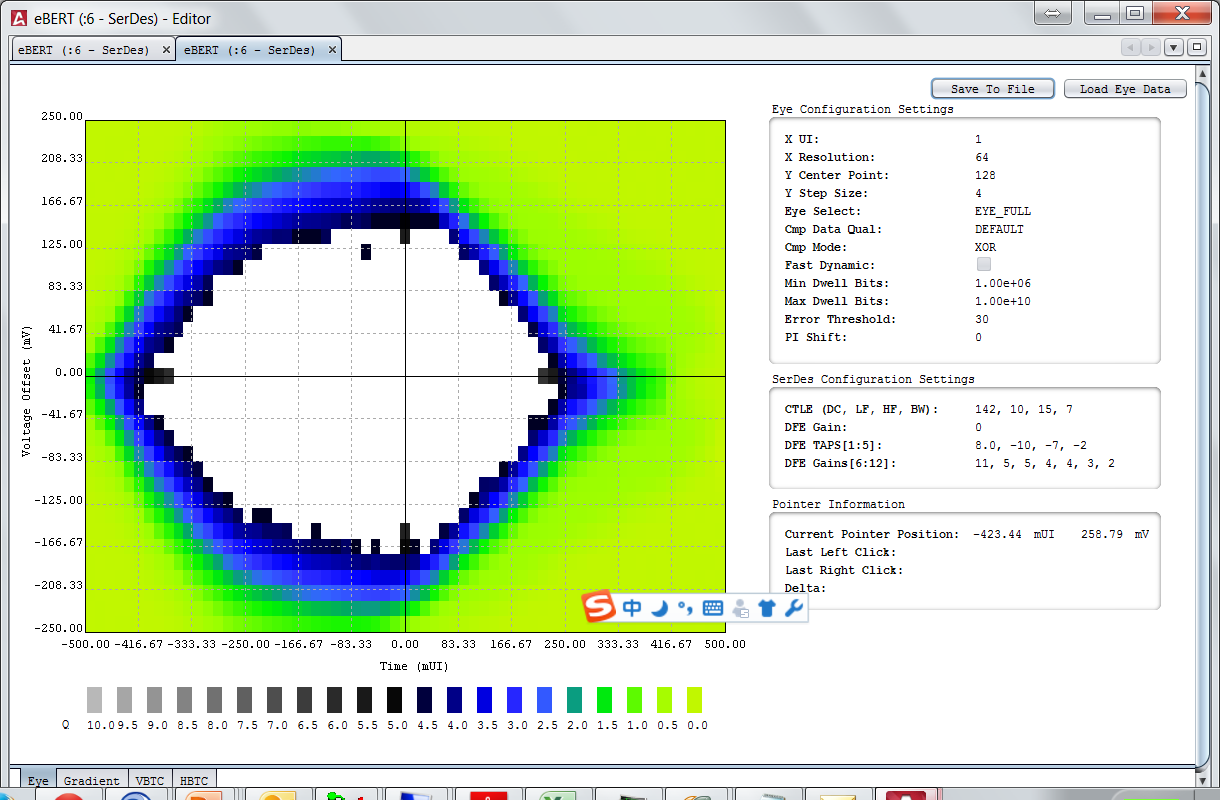 eBERT (:6 - SerDes) - Editor
eBERT (:6 - SerDes) × eBERT (:6 - SerDes) ×
Save To File Load Eye Data
Eye Configuration Settings
X UI: 1
X Resolution: 64
Y Center Point: 128
Y Step Size: 4
Eye Select: EYE_FULL
Cmp Data Qual: DEFAULT
Cmp Mode: XOR
Fast Dynamic:
Min Dwell Bits: 1.00e+06
Max Dwell Bits: 1.00e+10
Error Threshold: 30
PI Shift: 0
SerDes Configuration Settings
CTLE (DC, LF, HF, BW): 142, 10, 15, 7
DFE Gain: 0
DFE TAPS[1:5]: 8.0, -10, -7, -2
DFE Gains[6:12]: 11, 5, 5, 4, 4, 3, 2
Pointer Information
Current Pointer Position: -423.44 mUI 258.79 mV
Last Left Click:
Last Right Click:
Delta:
中
250.00
208.33
166.67
125.00
83.33
41.67
0.00
-41.67
-83.33
-125.00
-166.67
-208.33
-250.00
Voltage Offset (mV)
-500.00 -416.67 -333.33 -250.00 -166.67 -83.33 0.00 83.33 166.67 250.00 333.33 416.67 500.00
Time (mUI)
Q 10.0 9.5 9.0 8.5 8.0 7.5 7.0 6.5 6.0 5.5 5.0 4.5 4.0 3.5 3.0 2.5 2.0 1.5 1.0 0.5 0.0
Eye Gradient VBTC HBTC